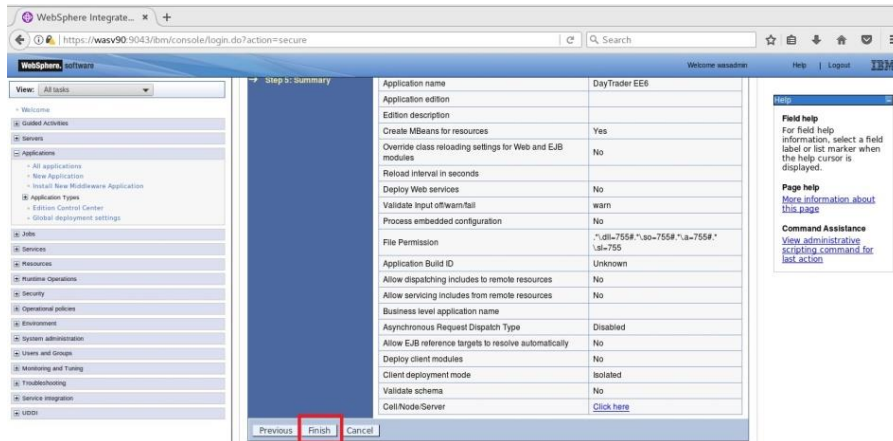 WebSphere Integrate... × +
https://wasv90:9043/ibm/console/login.do?action=secure
Search
WebSphere. software
Welcome wasadmin
Help | Logout
IBM
View: All tasks
Welcome
Guided Activities
Servers
Applications
All applications
New Application
Install New Middleware Application
Application Types
Edition Control Center
Global deployment settings
Jobs
Services
Resources
Runtime Operations
Security
Operational policies
Environment
System administration
Users and Groups
Monitoring and Tuning
Troubleshooting
Service integration
UDDI
Step 5: Summary
Application name DayTrader EE6
Application edition
Edition description
Create MBeans for resources Yes
Override class reloading settings for Web and EJB
modules No
Reload interval in seconds
Deploy Web services No
Validate Input off/warn/fail warn
Process embedded configuration No
File Permission .*\.dll=755#.*\.so=755#.*\.a=755#.*
\.sl=755
Application Build ID Unknown
Allow dispatching includes to remote resources No
Allow servicing includes from remote resources No
Business level application name
Asynchronous Request Dispatch Type Disabled
Allow EJB reference targets to resolve automatically No
Deploy client modules No
Client deployment mode Isolated
Validate schema No
Cell/Node/Server Click here
Previous Finish Cancel
Help
Field help
For field help
information, select a field
label or list marker when
the help cursor is
displayed.
Page help
More information about
this page
Command Assistance
View administrative
scripting command for
last action